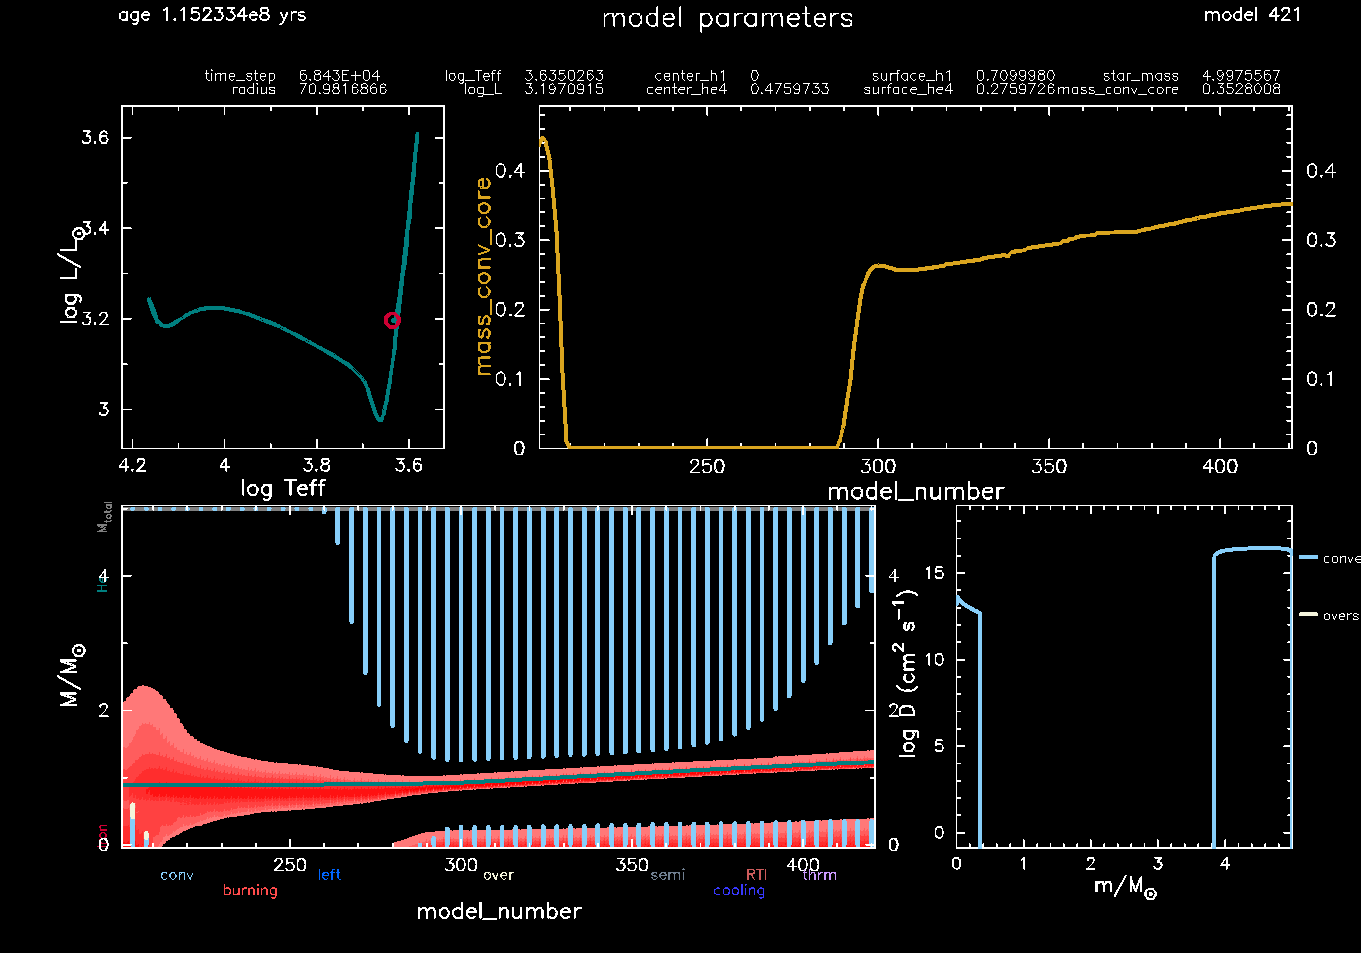 age 1.152334e8 yrs model parameters model 421
time_step 6.843E+04 log_Teff 3.6350263 center_h1 0 surface_h1 0.7099980 star_mass 4.9975567
radius 70.9816866 log_L 3.1970915 center_he4 0.4759733 surface_he4 0.2759726 mass_conv_core 0.3528008
log L/L⊙
3.6
3.4
3.2
3
4.2 4 3.8 3.6
log Teff
mass_conv_core
0.4 0.4
0.3 0.3
0.2 0.2
0.1 0.1
0 0
250 300 350 400
model_number
M/M⊙
Mtotal
He
4 4
2 2
0 0
250 300 350 400
conv left over semi RTI thrm
burning cooling
model_number
log D (cm² s⁻¹)
15
10
5
0
0 1 2 3 4
m/M⊙
conve
overs